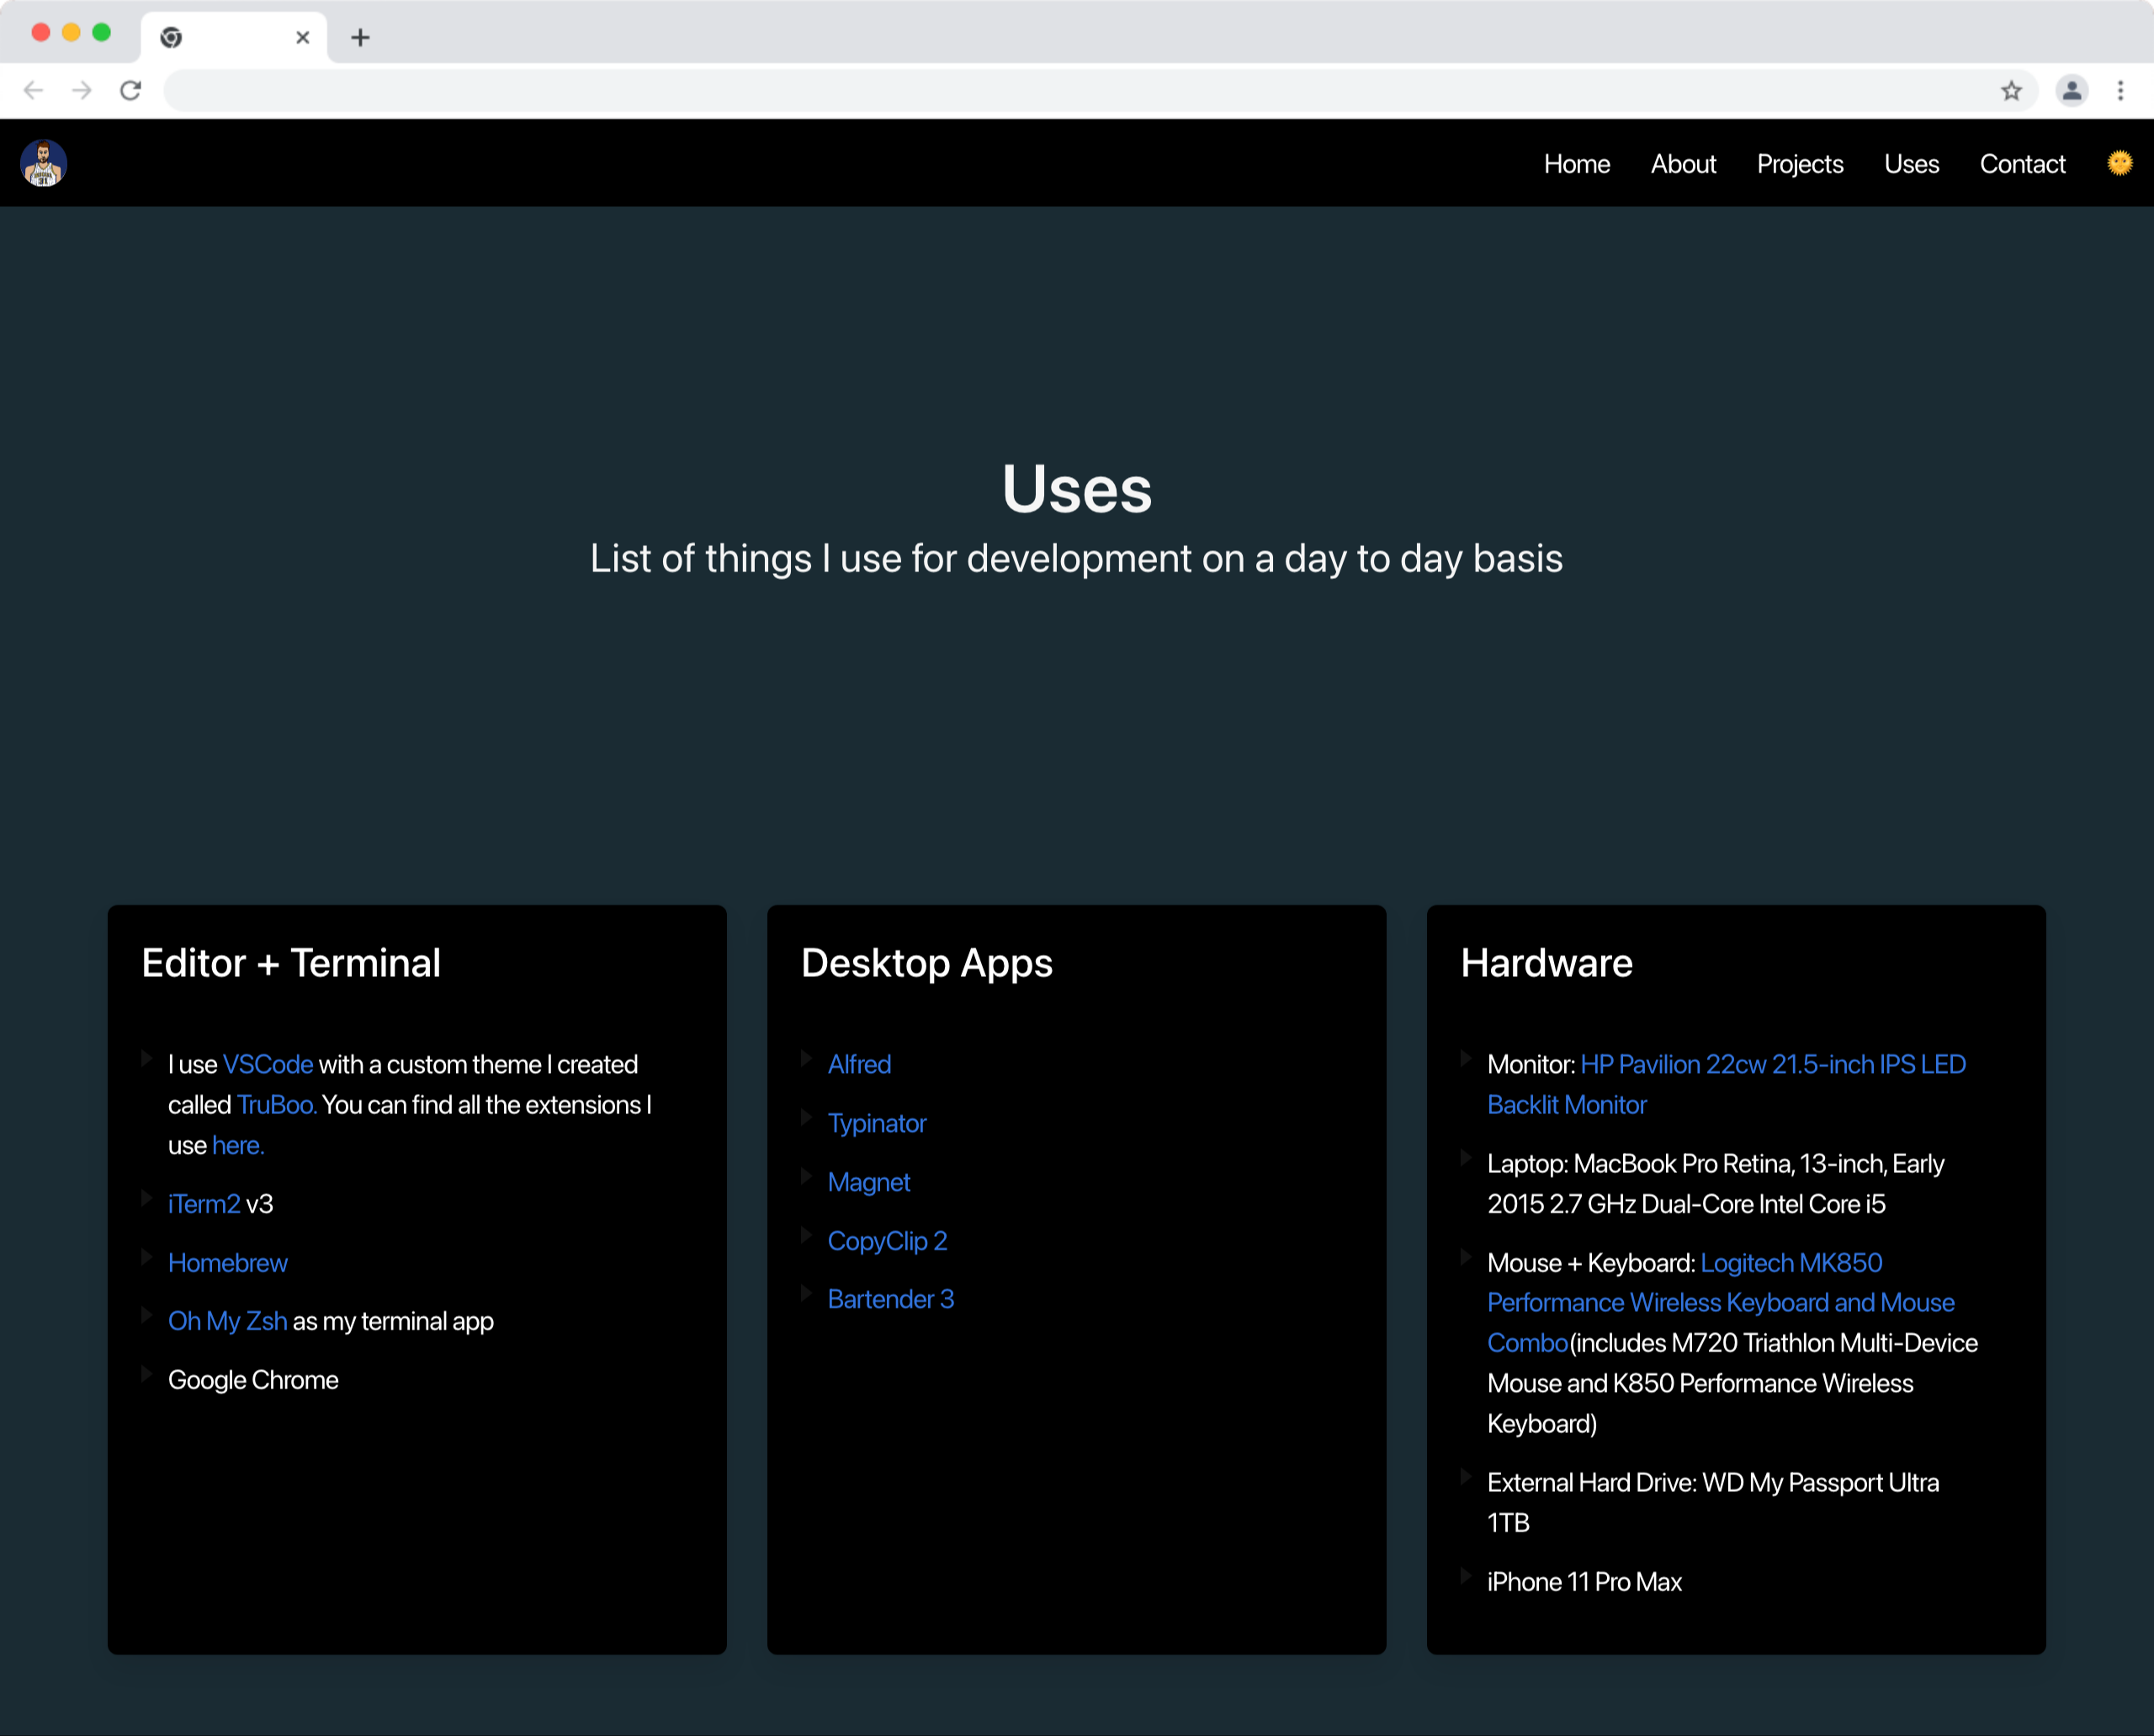 Home About Projects Uses Contact
Uses
List of things I use for development on a day to day basis
Editor + Terminal
I use VSCode with a custom theme I created
called TruBoo. You can find all the extensions I
use here.
iTerm2 v3
Homebrew
Oh My Zsh as my terminal app
Google Chrome
Desktop Apps
Alfred
Typinator
Magnet
CopyClip 2
Bartender 3
Hardware
Monitor: HP Pavilion 22cw 21.5-inch IPS LED
Backlit Monitor
Laptop: MacBook Pro Retina, 13-inch, Early
2015 2.7 GHz Dual-Core Intel Core i5
Mouse + Keyboard: Logitech MK850
Performance Wireless Keyboard and Mouse
Combo(includes M720 Triathlon Multi-Device
Mouse and K850 Performance Wireless
Keyboard)
External Hard Drive: WD My Passport Ultra
1TB
iPhone 11 Pro Max